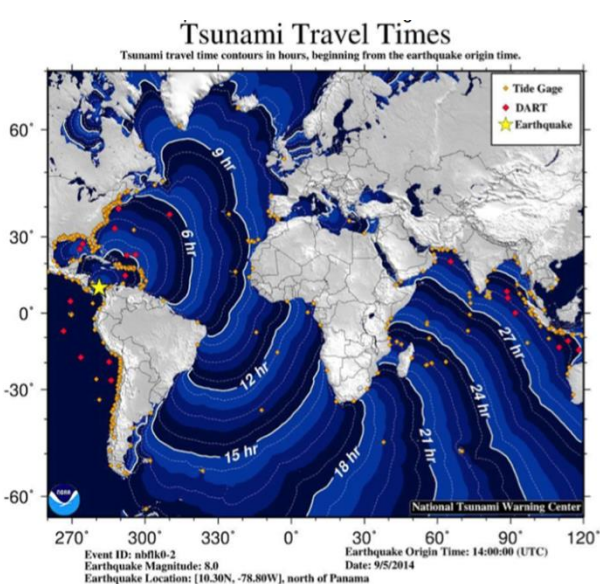 Tsunami Travel Times
Tsunami travel time contours in hours, beginning from the earthquake origin time.
Tide Gage
DART
Earthquake
60°
30°
0°
-30°
-60°
9 hr
6 hr
12 hr
15 hr
18 hr
21 hr
24 hr
27 hr
noaa
National Tsunami Warning Center
270° 300° 330° 0° 30° 60° 90° 120°
Event ID: nbflk0-2
Earthquake Magnitude: 8.0
Earthquake Location: [10.30N, -78.80W], north of Panama
Earthquake Origin Time: 14:00:00 (UTC)
Date: 9/5/2014